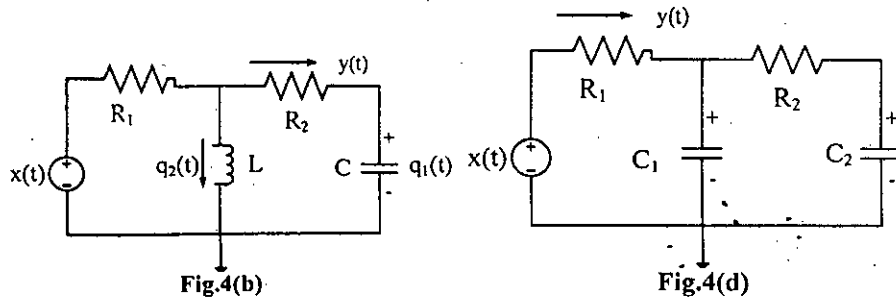 y(t)
R₁
R₂
x(t)
q₂(t)
L
C
q₁(t)
+
-
+
-
Fig.4(b)
y(t)
R₁
R₂
x(t)
C₁
C₂
+
-
+
-
+
-
Fig.4(d)